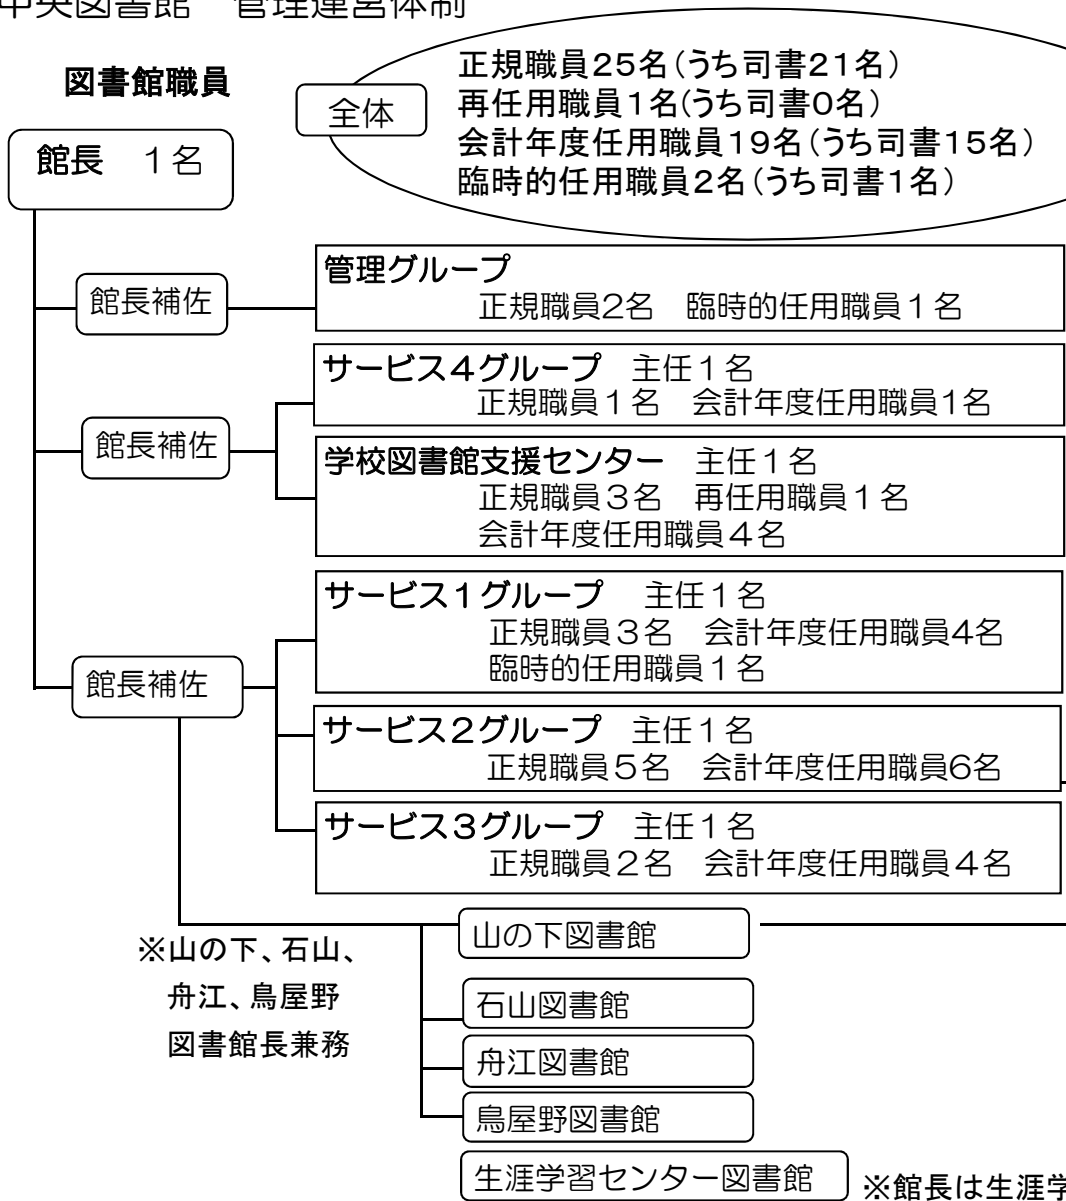 中央図書館　管理運営体制
図書館職員
全体
正規職員25名（うち司書21名）
再任用職員1名（うち司書0名）
会計年度任用職員19名（うち司書15名）
臨時的任用職員2名（うち司書1名）
館長　１名
館長補佐
管理グループ
正規職員2名　臨時的任用職員１名
館長補佐
サービス４グループ　主任１名
正規職員１名　会計年度任用職員1名
学校図書館支援センター　主任１名
正規職員３名　再任用職員１名
会計年度任用職員４名
館長補佐
サービス１グループ　主任１名
正規職員３名　会計年度任用職員4名
臨時的任用職員１名
サービス２グループ　主任１名
正規職員５名　会計年度任用職員6名
サービス３グループ　主任１名
正規職員２名　会計年度任用職員４名
※山の下、石山、
舟江、鳥屋野
図書館長兼務
山の下図書館
石山図書館
舟江図書館
鳥屋野図書館
生涯学習センター図書館
※館長は生涯学